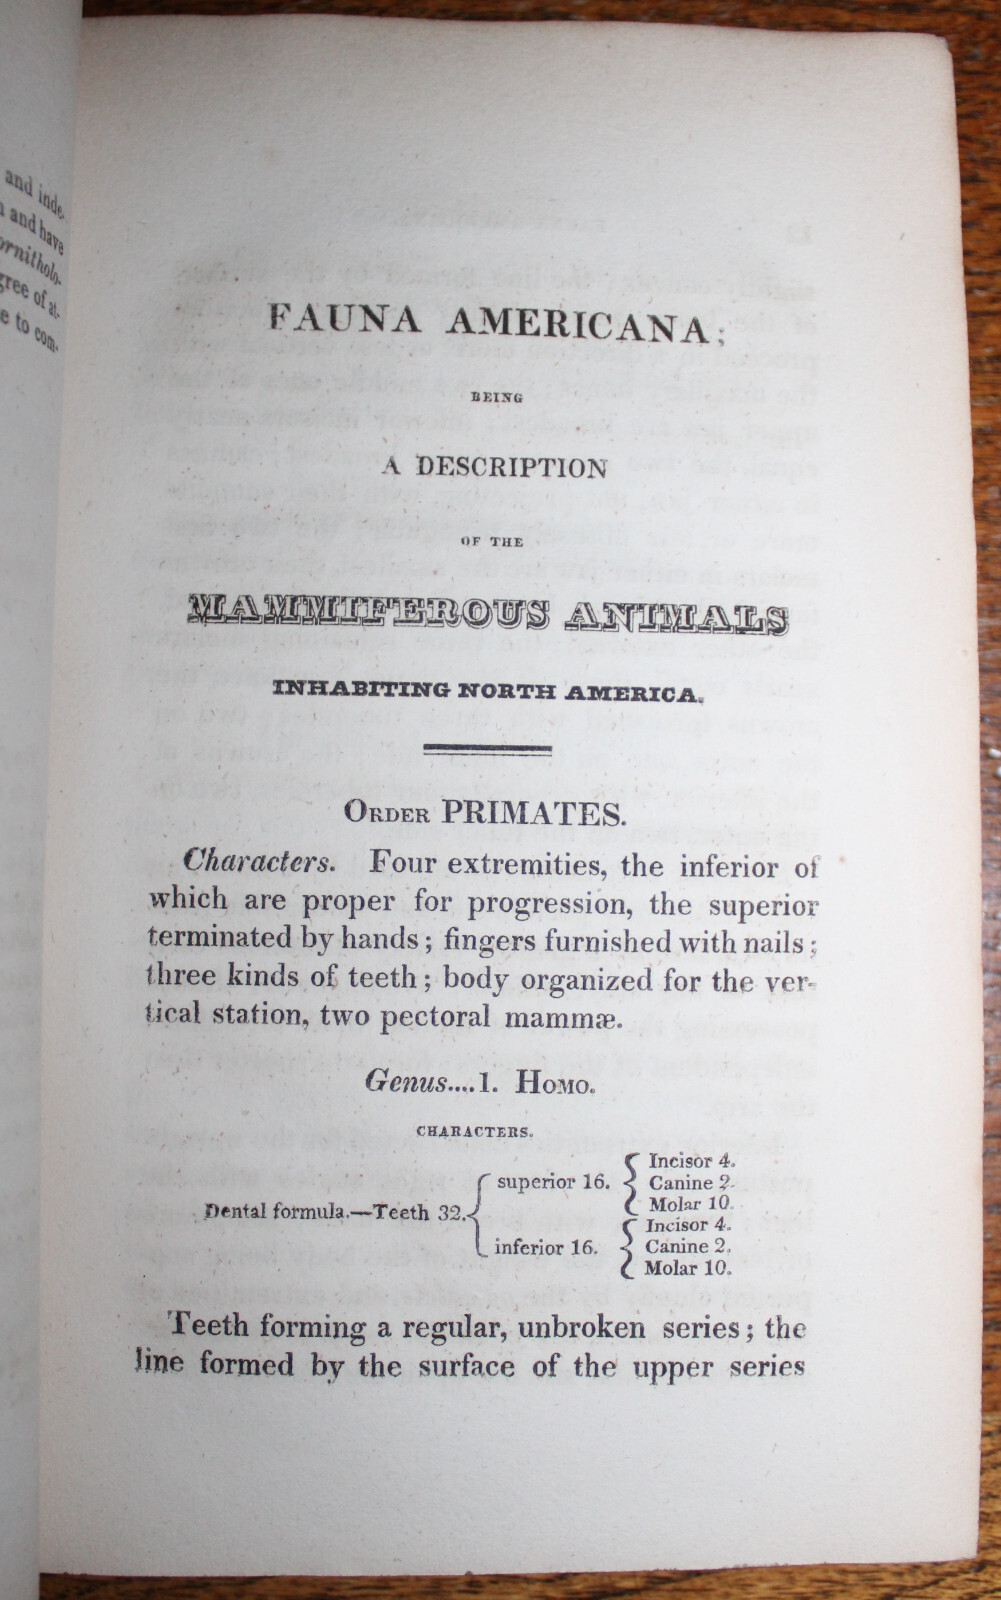 and inde-
and have
ornitholo-
gree of at-
e to com-
FAUNA AMERICANA;
BEING
A DESCRIPTION
OF THE
MAMMIFEROUS ANIMALS
INHABITING NORTH AMERICA.
ORDER PRIMATES.
Characters. Four extremities, the inferior of
which are proper for progression, the superior
terminated by hands; fingers furnished with nails;
three kinds of teeth; body organized for the ver-
tical station, two pectoral mammæ.
Genus....1. HOMO.
CHARACTERS.
Dental formula.—Teeth 32. { superior 16. { Incisor 4.
Canine 2.
Molar 10.
inferior 16. { Incisor 4.
Canine 2.
Molar 10.
Teeth forming a regular, unbroken series; the
line formed by the surface of the upper series